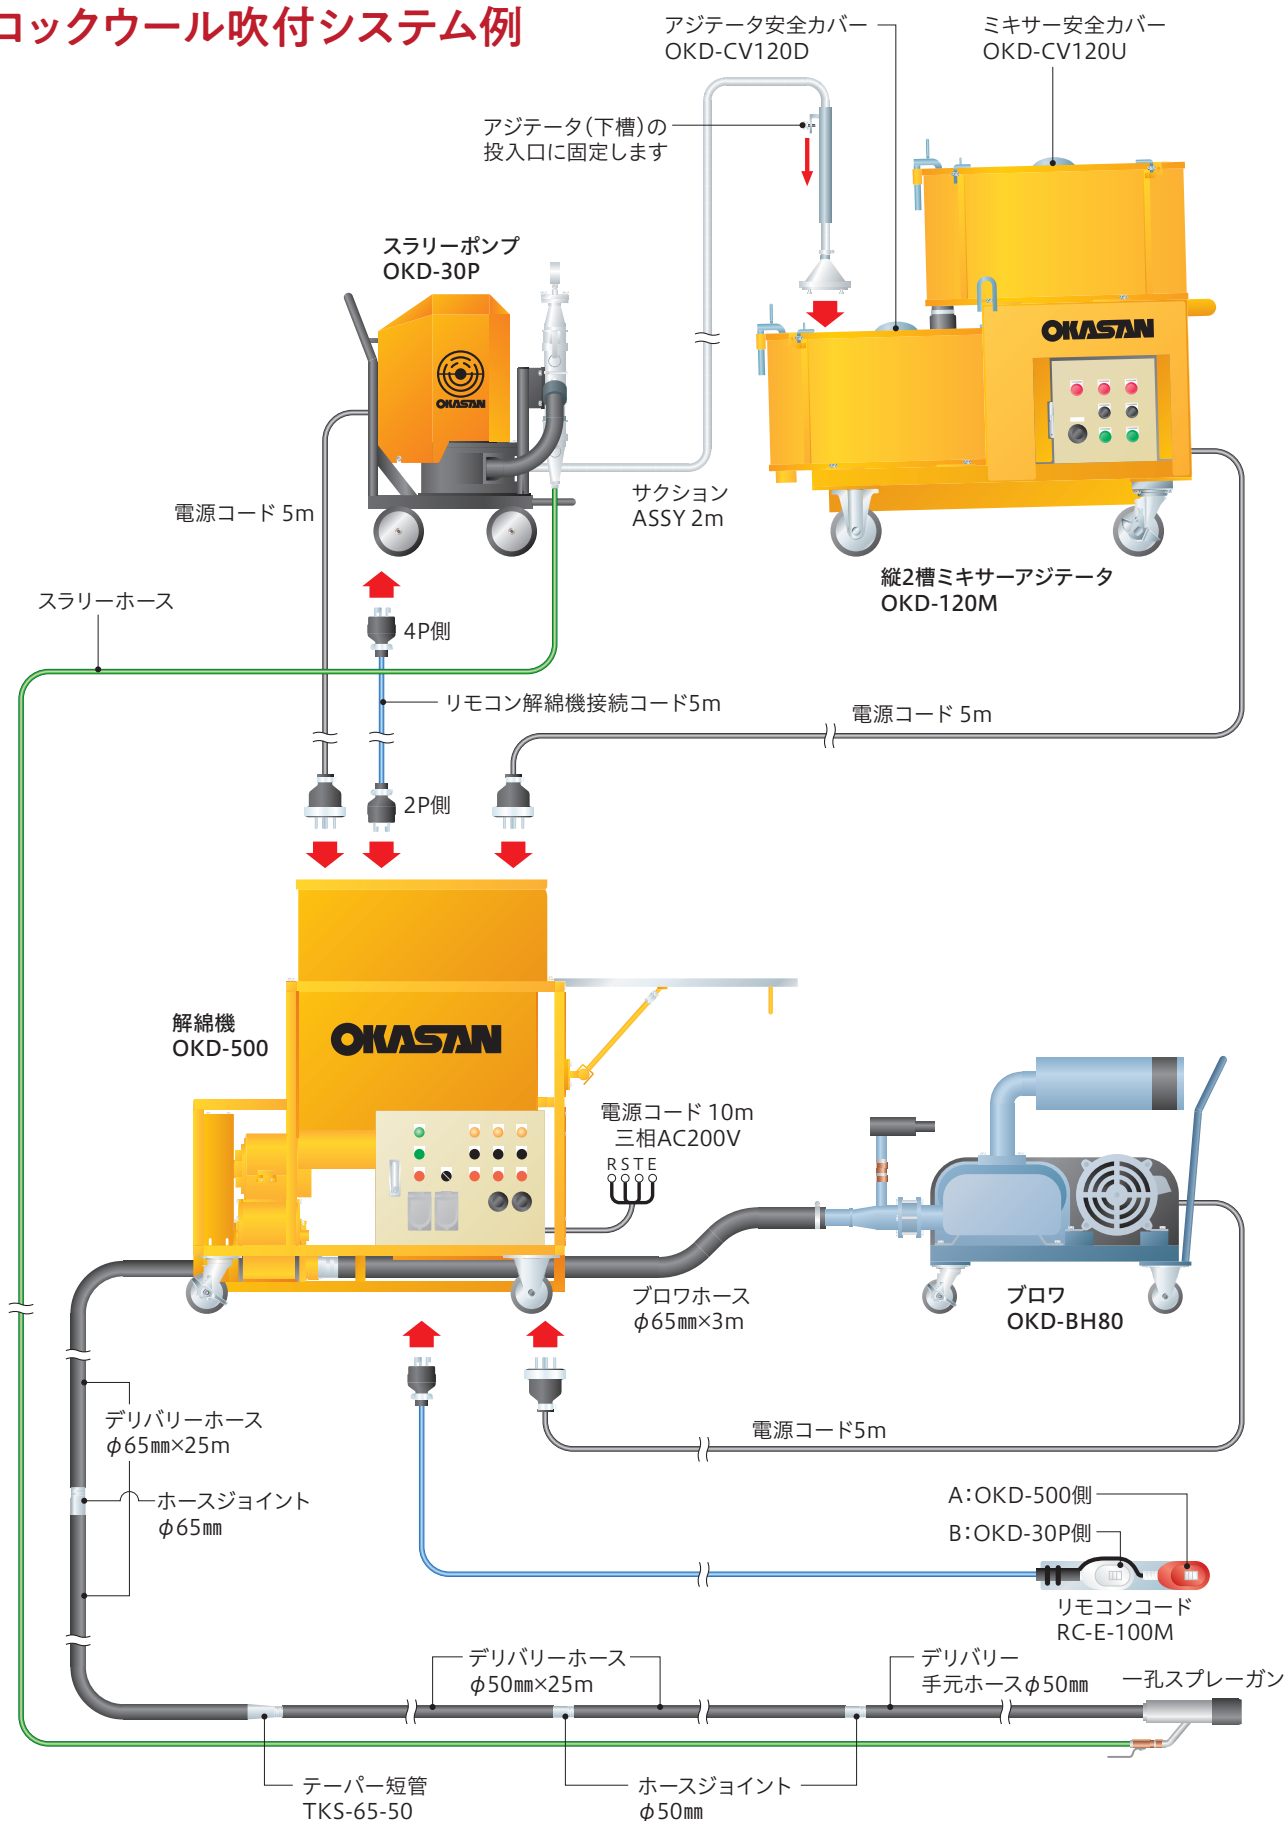 ロックウール吹付システム例
アジテータ安全カバー
OKD-CV120D
ミキサー安全カバー
OKD-CV120U
アジテータ(下槽)の
投入口に固定します
スラリーポンプ
OKD-30P
OKASAN
OKASAN
電源コード 5m
サクション
ASSY 2m
縦2槽ミキサーアジテータ
OKD-120M
スラリーホース
4P側
リモコン解綿機接続コード5m
電源コード 5m
2P側
解綿機
OKD-500
OKASAN
電源コード 10m
三相AC200V
R S T E
ブロワホース
φ65mm×3m
ブロワ
OKD-BH80
デリバリーホース
φ65mm×25m
電源コード5m
ホースジョイント
φ65mm
A:OKD-500側
B:OKD-30P側
リモコンコード
RC-E-100M
デリバリーホース
φ50mm×25m
デリバリー
手元ホースφ50mm
一孔スプレーガン
テーパー短管
TKS-65-50
ホースジョイント
φ50mm